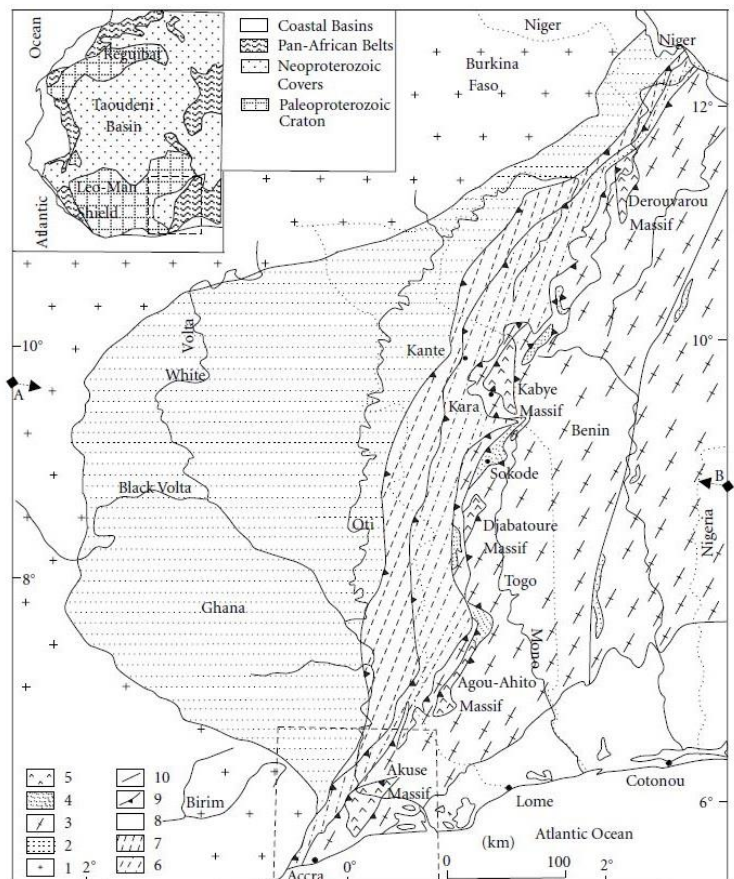 Ocean
Reguibat
Taoudeni
Basin
Leo-Man
Shield
Atlantic
Coastal Basins
Pan-African Belts
Neoproterozoic
Covers
Paleoproterozoic
Craton
Niger
Niger
Burkina
Faso
12°
Derouvarou
Massif
10°
10°
Volta
White
Kante
A
Kara
Kabye
Massif
Benin
Sokode
B
Black Volta
Oti
Djabatoure
Massif
Nigeria
8°
Togo
Ghana
Mono
Agou-Ahito
Massif
Akuse
Massif
Birim
Cotonou
Lome
6°
(km)
Atlantic Ocean
Accra
0°
0
100
2°
2°
5
10
4
9
3
8
2
7
1
6